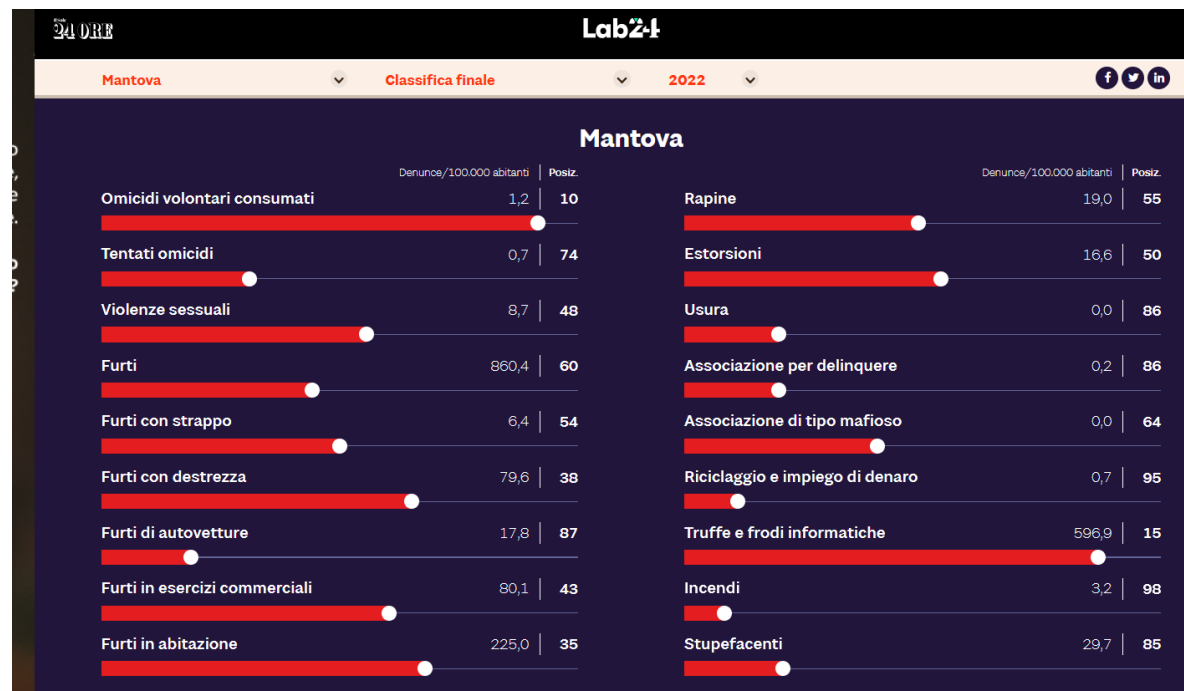 24 ORE
Lab24
Mantova Classifica finale 2022
Mantova
Denunce/100.000 abitanti Posiz.
Omicidi volontari consumati 1,2 10
Tentati omicidi 0,7 74
Violenze sessuali 8,7 48
Furti 860,4 60
Furti con strappo 6,4 54
Furti con destrezza 79,6 38
Furti di autovetture 17,8 87
Furti in esercizi commerciali 80,1 43
Furti in abitazione 225,0 35
Denunce/100.000 abitanti Posiz.
Rapine 19,0 55
Estorsioni 16,6 50
Usura 0,0 86
Associazione per delinquere 0,2 86
Associazione di tipo mafioso 0,0 64
Riciclaggio e impiego di denaro 0,7 95
Truffe e frodi informatiche 596,9 15
Incendi 3,2 98
Stupefacenti 29,7 85